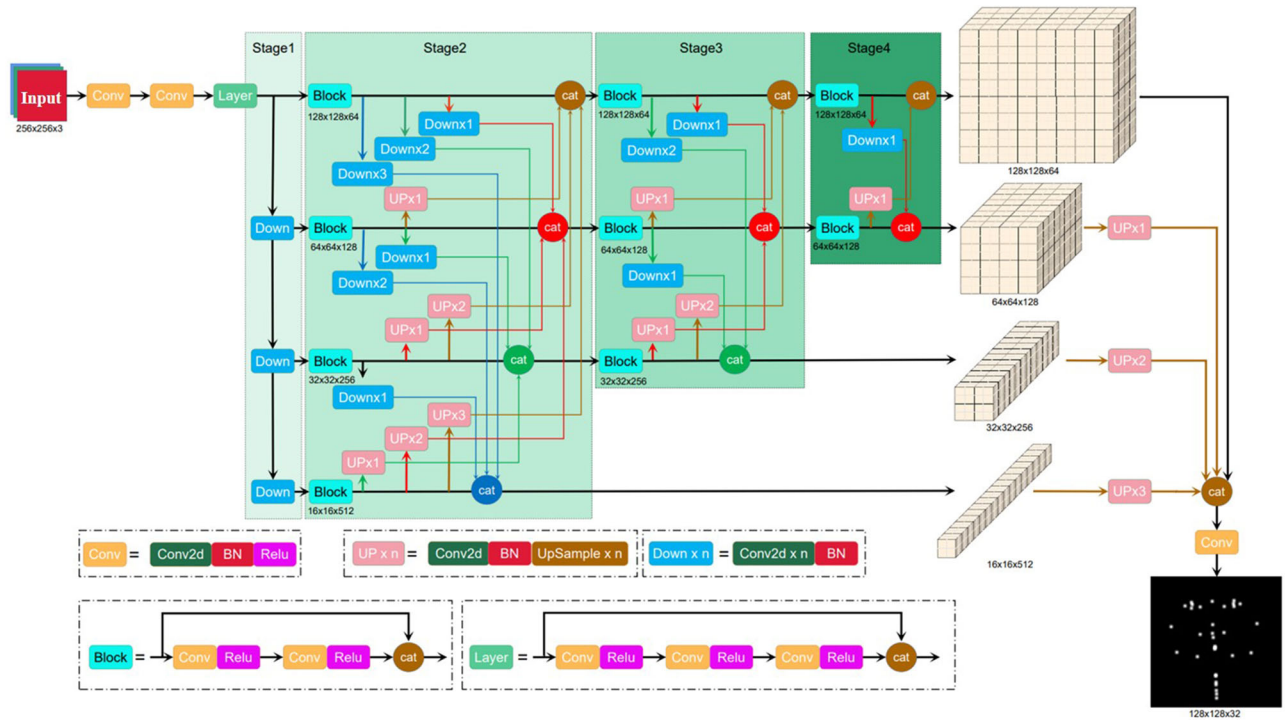 Stage1
Stage2
Stage3
Stage4
128x128x64
Input
256x256x3
Conv
Conv
Layer
Block
128x128x64
cat
Block
128x128x64
cat
Block
128x128x64
cat
Downx1
Downx2
Downx3
Downx1
Downx2
Downx1
UPx1
UPx1
UPx1
Down
Block
64x64x128
cat
Block
64x64x128
cat
Block
64x64x128
cat
64x64x128
UPx1
Downx1
Downx2
Downx1
UPx2
UPx1
UPx2
UPx1
Down
Block
32x32x256
cat
Block
32x32x256
cat
32x32x256
UPx2
Downx1
UPx3
UPx2
UPx1
Down
Block
16x16x512
cat
16x16x512
UPx3
cat
Conv
128x128x32
Conv = Conv2d BN Relu
UP x n = Conv2d BN UpSample x n
Down x n = Conv2d x n BN
Block = Conv Relu Conv Relu cat
Layer = Conv Relu Conv Relu Conv Relu cat